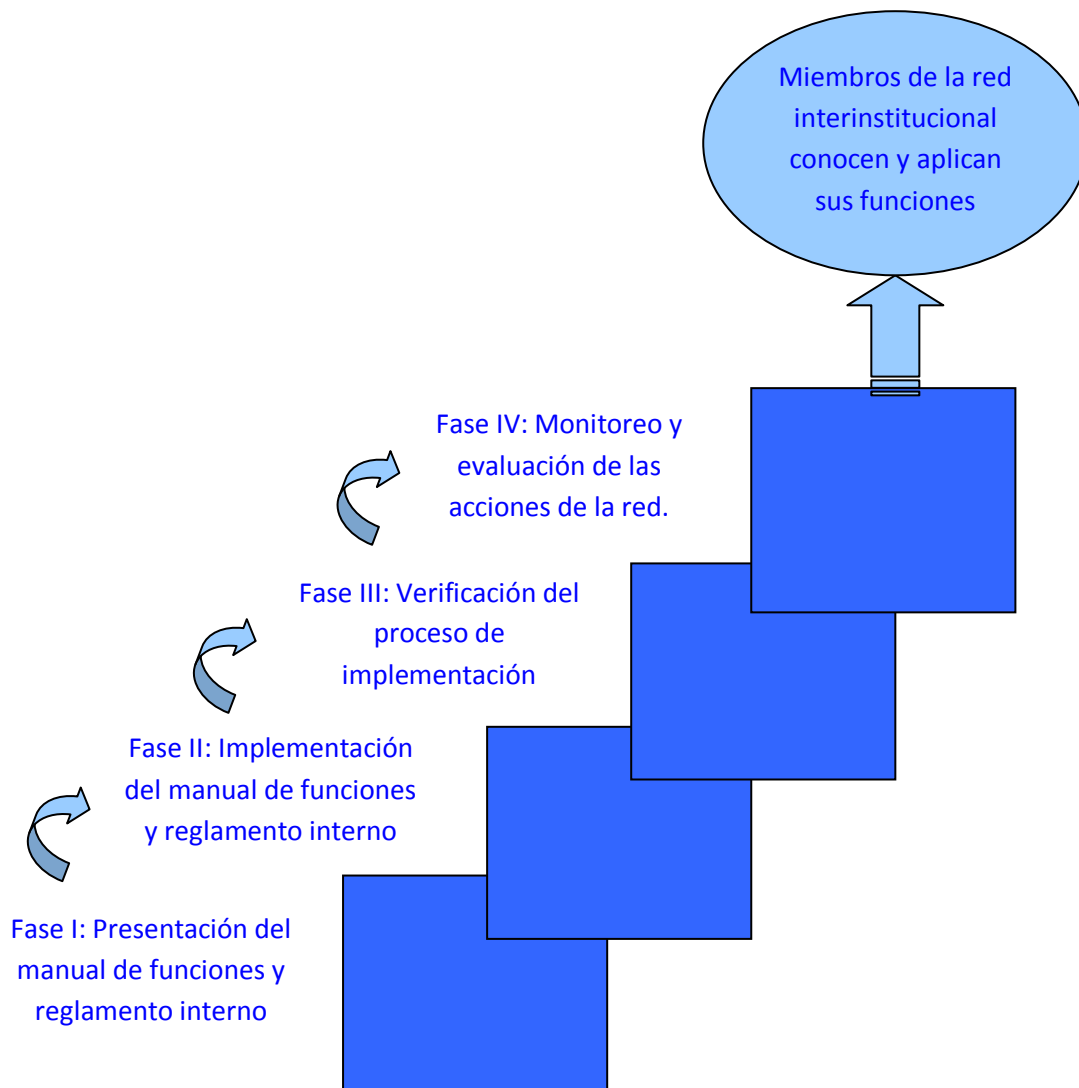 Miembros de la red
interinstitucional
conocen y aplican
sus funciones
Fase IV: Monitoreo y
evaluación de las
acciones de la red.
Fase III: Verificación del
proceso de
implementación
Fase II: Implementación
del manual de funciones
y reglamento interno
Fase I: Presentación del
manual de funciones y
reglamento interno